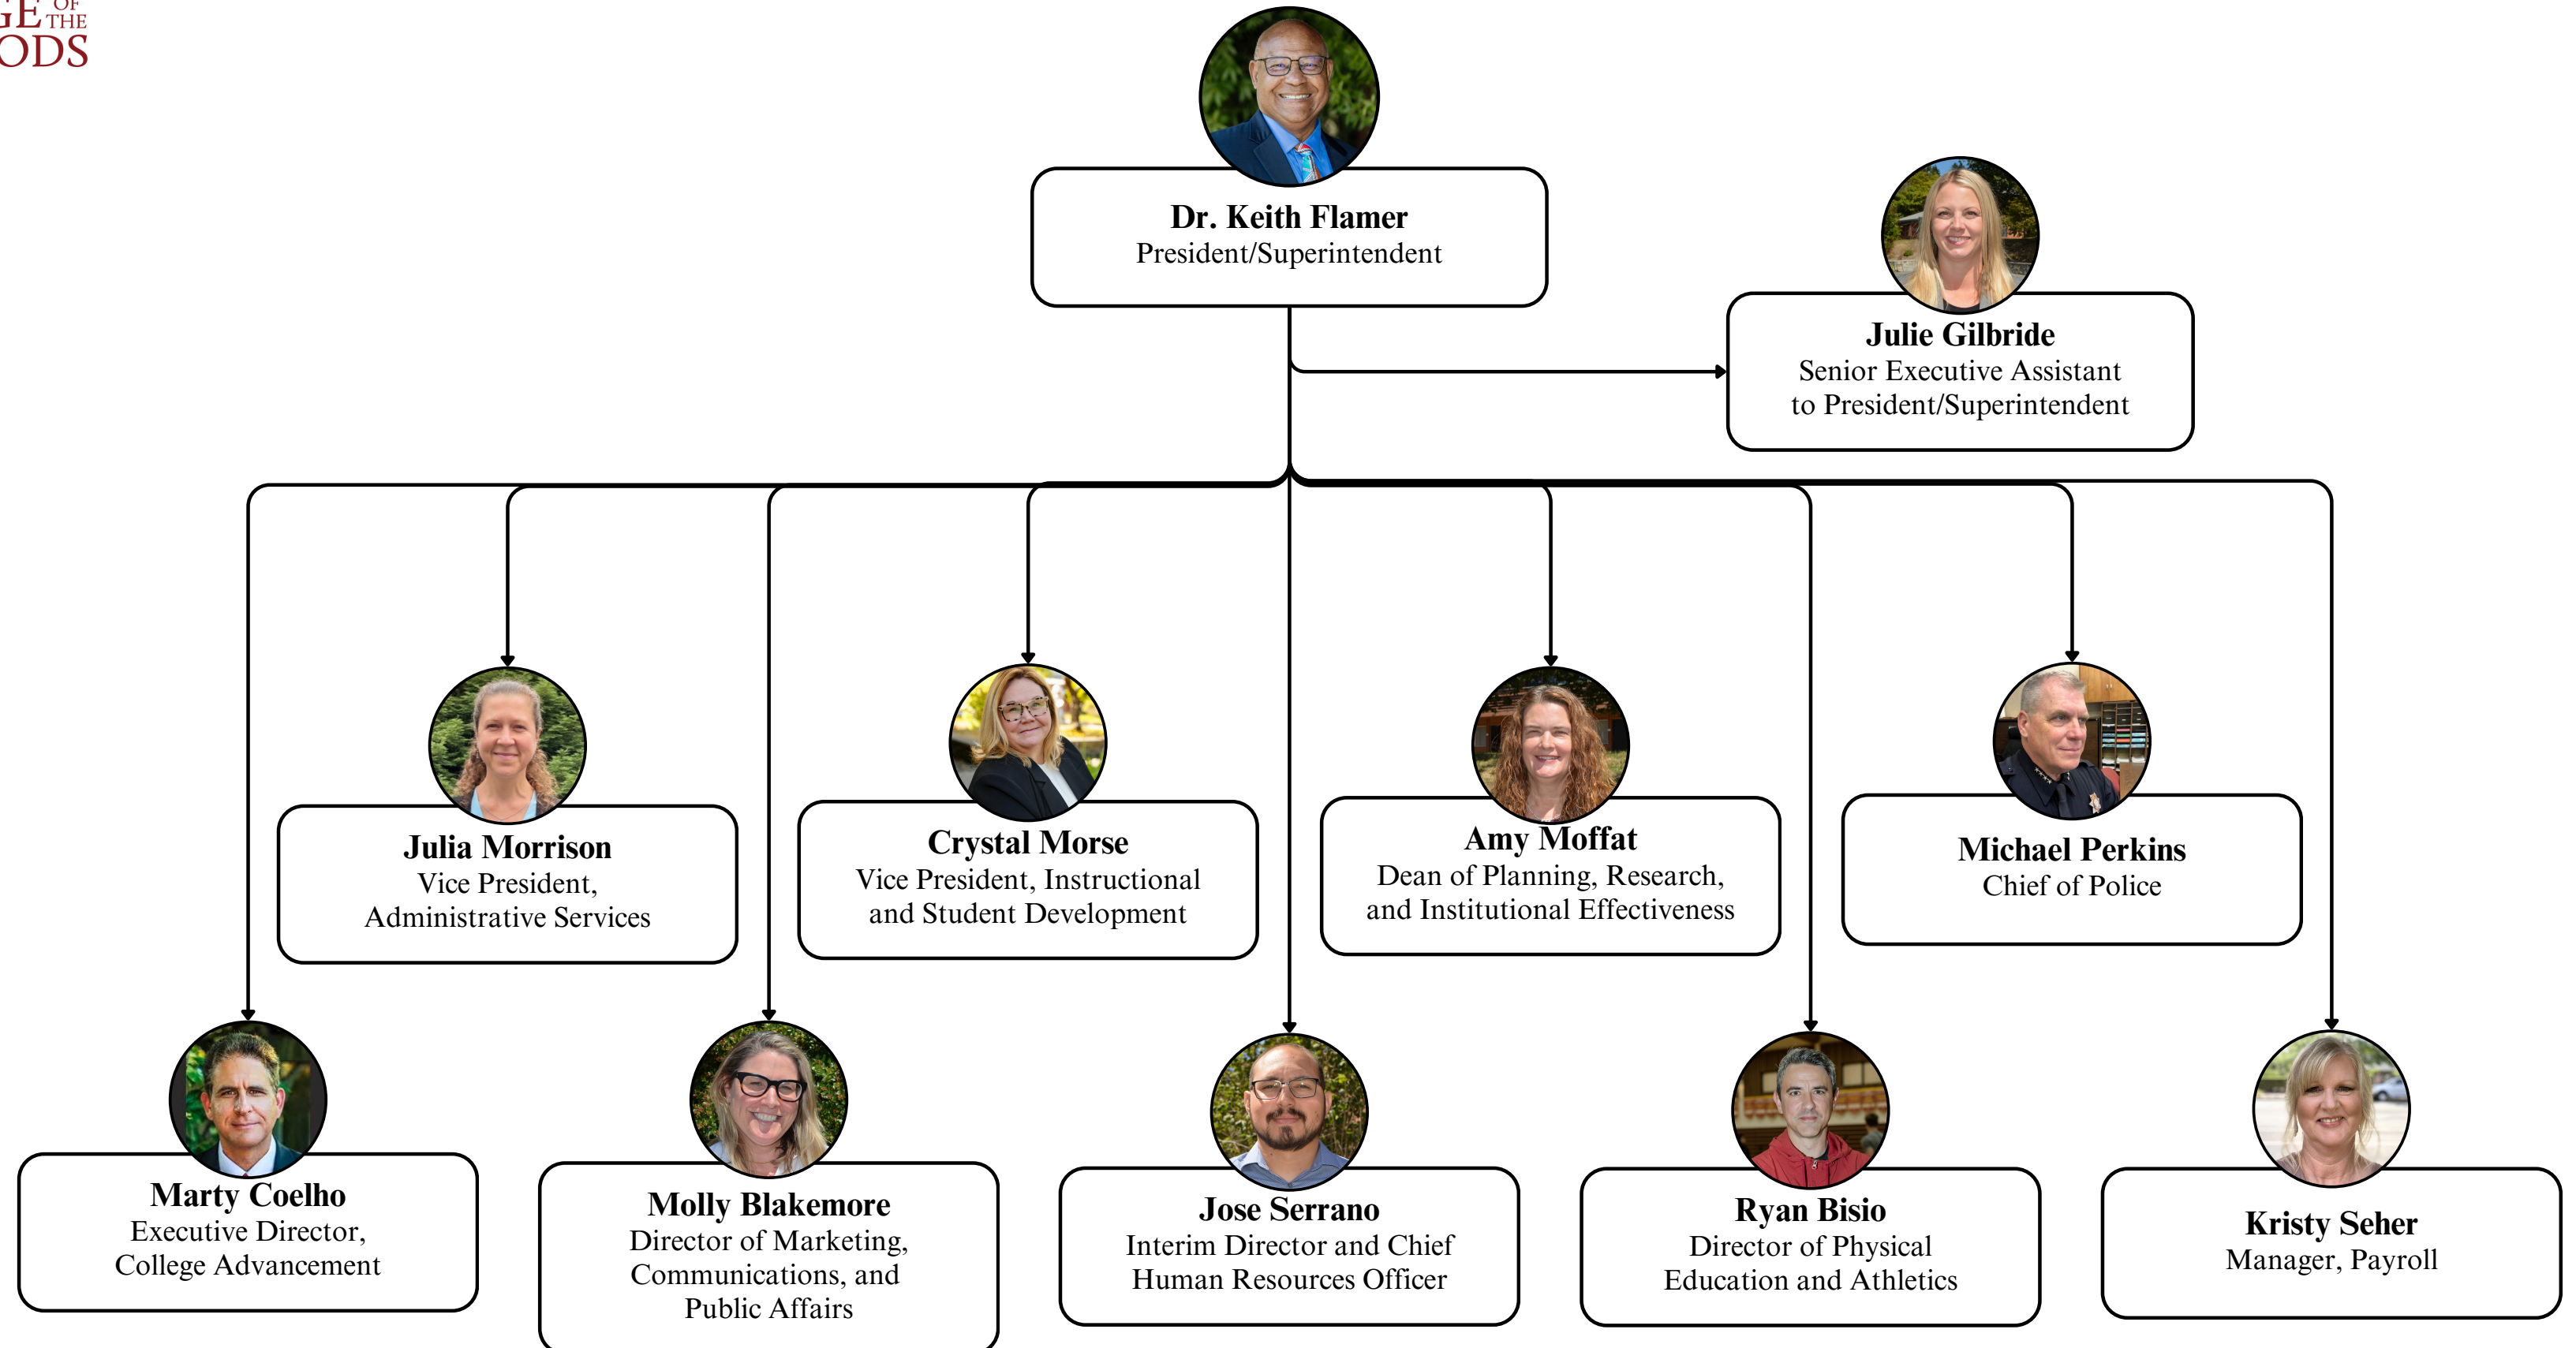 OF
THE
ODS
Dr. Keith Flamer
President/Superintendent
Julie Gilbride
Senior Executive Assistant
to President/Superintendent
Julia Morrison
Vice President,
Administrative Services
Crystal Morse
Vice President, Instructional
and Student Development
Amy Moffat
Dean of Planning, Research,
and Institutional Effectiveness
Michael Perkins
Chief of Police
Marty Coelho
Executive Director,
College Advancement
Molly Blakemore
Director of Marketing,
Communications, and
Public Affairs
Jose Serrano
Interim Director and Chief
Human Resources Officer
Ryan Bisio
Director of Physical
Education and Athletics
Kristy Seher
Manager, Payroll